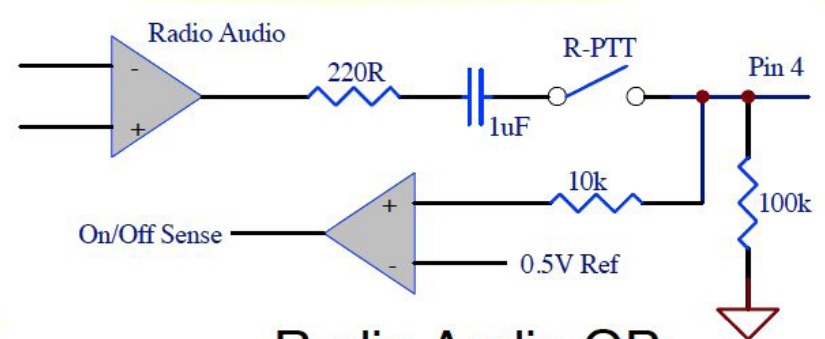 Radio Audio
R-PTT
220R
Pin 4
-
+
1uF
10k
+
100k
On/Off Sense
-
0.5V Ref